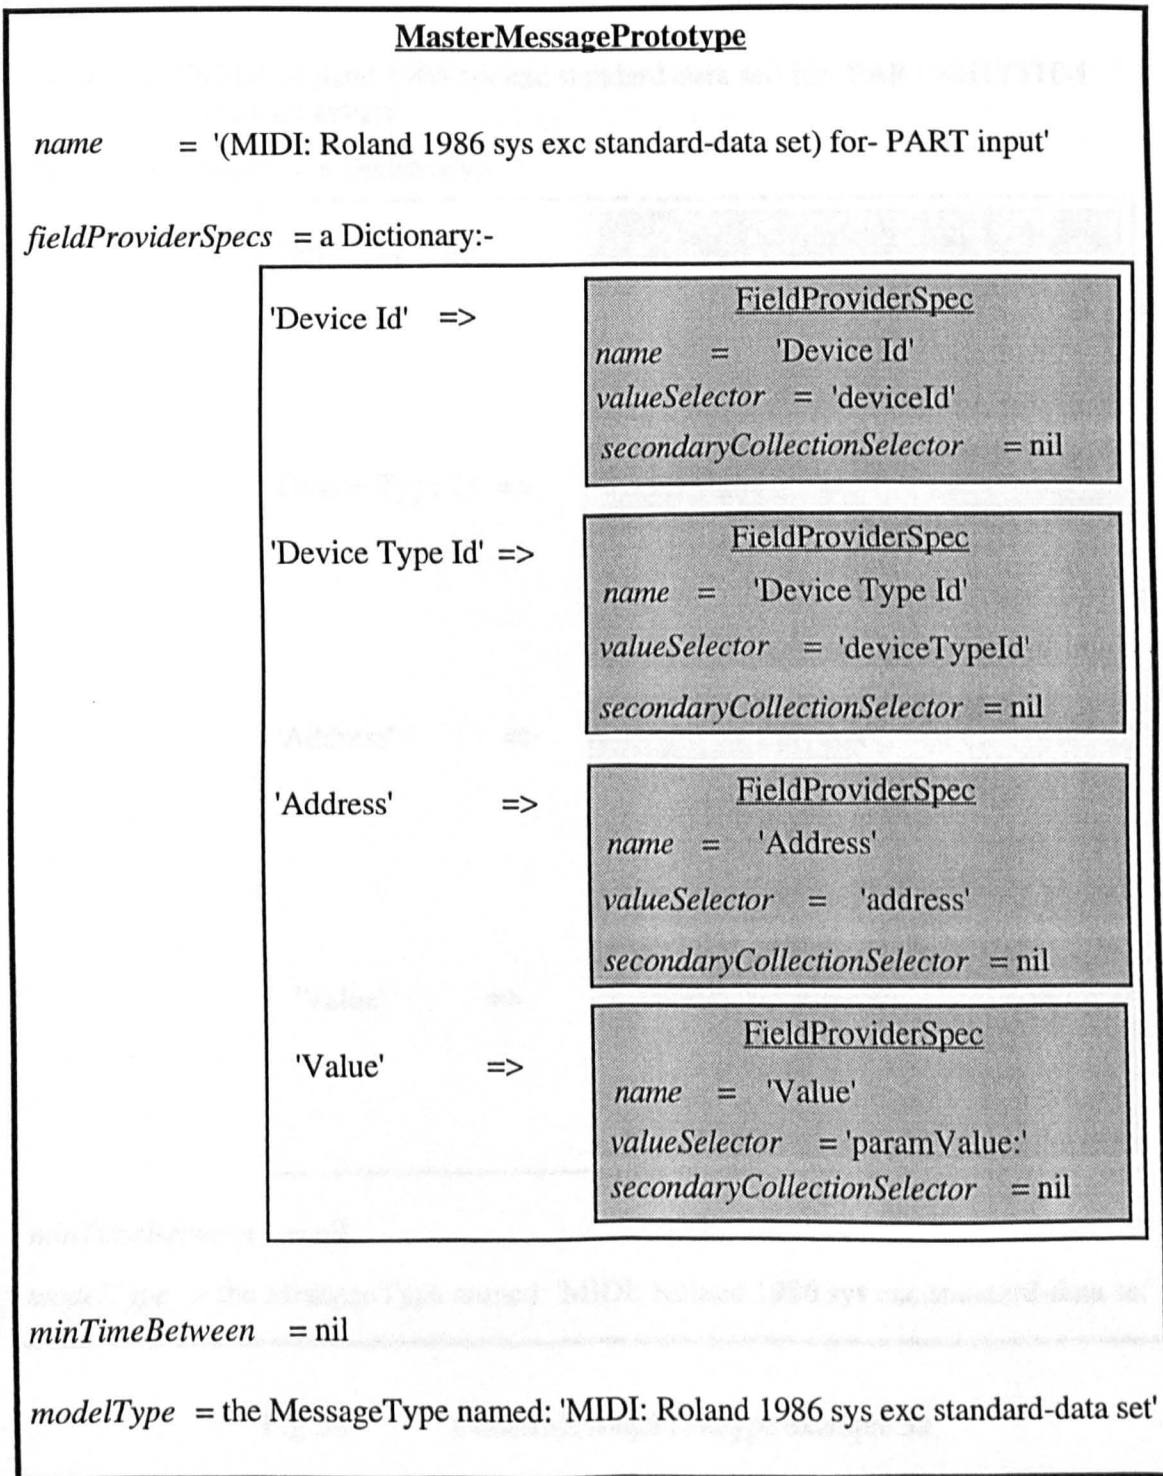 MasterMessagePrototype
name = '(MIDI: Roland 1986 sys exc standard-data set) for- PART input'
fieldProviderSpecs = a Dictionary:-
'Device Id' =>
FieldProviderSpec
name = 'Device Id'
valueSelector = 'deviceId'
secondaryCollectionSelector = nil
'Device Type Id' =>
FieldProviderSpec
name = 'Device Type Id'
valueSelector = 'deviceTypeId'
secondaryCollectionSelector = nil
'Address' =>
FieldProviderSpec
name = 'Address'
valueSelector = 'address'
secondaryCollectionSelector = nil
'Value' =>
FieldProviderSpec
name = 'Value'
valueSelector = 'paramValue:'
secondaryCollectionSelector = nil
minTimeBetween = nil
modelType = the MessageType named: 'MIDI: Roland 1986 sys exc standard-data set'